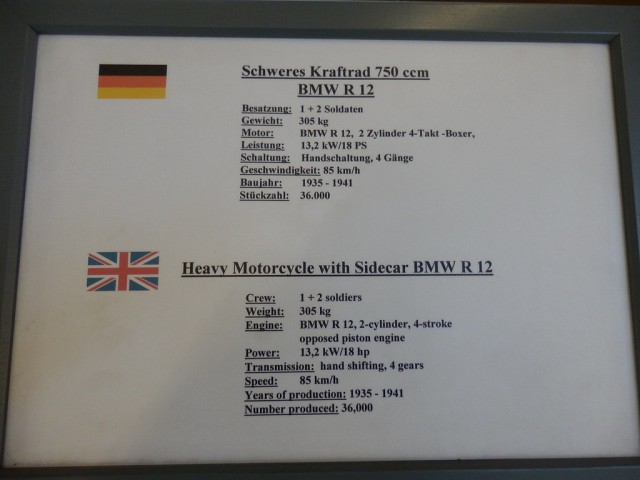 Schweres Kraftrad 750 ccm
BMW R 12
Besatzung: 1 + 2 Soldaten
Gewicht: 305 kg
Motor: BMW R 12, 2 Zylinder 4-Takt -Boxer,
Leistung: 13,2 kW/18 PS
Schaltung: Handschaltung, 4 Gänge
Geschwindigkeit: 85 km/h
Baujahr: 1935 - 1941
Stückzahl: 36.000
Heavy Motorcycle with Sidecar BMW R 12
Crew: 1 + 2 soldiers
Weight: 305 kg
Engine: BMW R 12, 2-cylinder, 4-stroke
opposed piston engine
Power: 13,2 kW/18 hp
Transmission: hand shifting, 4 gears
Speed: 85 km/h
Years of production: 1935 - 1941
Number produced: 36,000